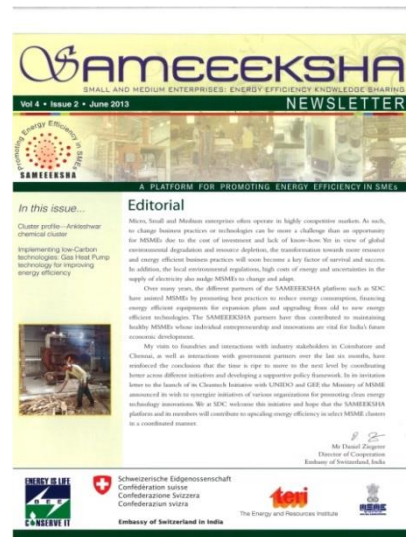 SAMEEEKSHA
SMALL AND MEDIUM ENTERPRISES: ENERGY EFFICIENCY KNOWLEDGE SHARING
Vol 4 • Issue 2 • June 2013
NEWSLETTER
Promoting Energy Efficiency in SMEs
SAMEEEKSHA
A PLATFORM FOR PROMOTING ENERGY EFFICIENCY IN SMEs
In this issue...
Cluster profile—Ankleshwar
chemical cluster
Implementing low-Carbon
technologies: Gas Heat Pump
technology for improving
energy efficiency
Editorial
Micro, Small and Medium enterprises often operate in highly competitive markets. As such,
to change business practices or technologies can be more a challenge than an opportunity
for MSMEs due to the cost of investment and lack of know-how. Yet in view of global
environmental degradation and resource depletion, the transformation towards more resource
and energy efficient business practices will soon become a key factor of survival and success.
In addition, the local environmental regulations, high costs of energy and uncertainties in the
supply of electricity also nudge MSMEs to change and adapt.
Over many years, the different partners of the SAMEEEKSHA platform such as SDC
have assisted MSMEs by promoting best practices to reduce energy consumption, financing
energy efficient equipments for expansion plans and upgrading from old to new energy
efficient technologies. The SAMEEEKSHA partners have thus contributed to maintaining
healthy MSMEs whose individual entrepreneurship and innovations are vital for India's future
economic development.
My visits to foundries and interactions with industry stakeholders in Coimbatore and
Chennai, as well as interactions with government partners over the last six months, have
reinforced the conclusion that the time is ripe to move to the next level by coordinating
better across different initiatives and developing a supportive policy framework. In its invitation
letter to the launch of its Cleantech Initiative with UNIDO and GEF, the Ministry of MSME
announced its wish to synergize initiatives of various organizations for promoting clean energy
technology innovations. We at SDC welcome this initiative and hope that the SAMEEEKSHA
platform and its members will contribute to upscaling energy efficiency in select MSME clusters
in a coordinated manner.
Mr Daniel Ziegerer
Director of Cooperation
Embassy of Switzerland, India
ENERGY IS LIFE
BEE
CONSERVE IT
Schweizerische Eidgenossenschaft
Confédération suisse
Confederazione Svizzera
Confederaziun svizra
Embassy of Switzerland in India
teri
The Energy and Resources Institute